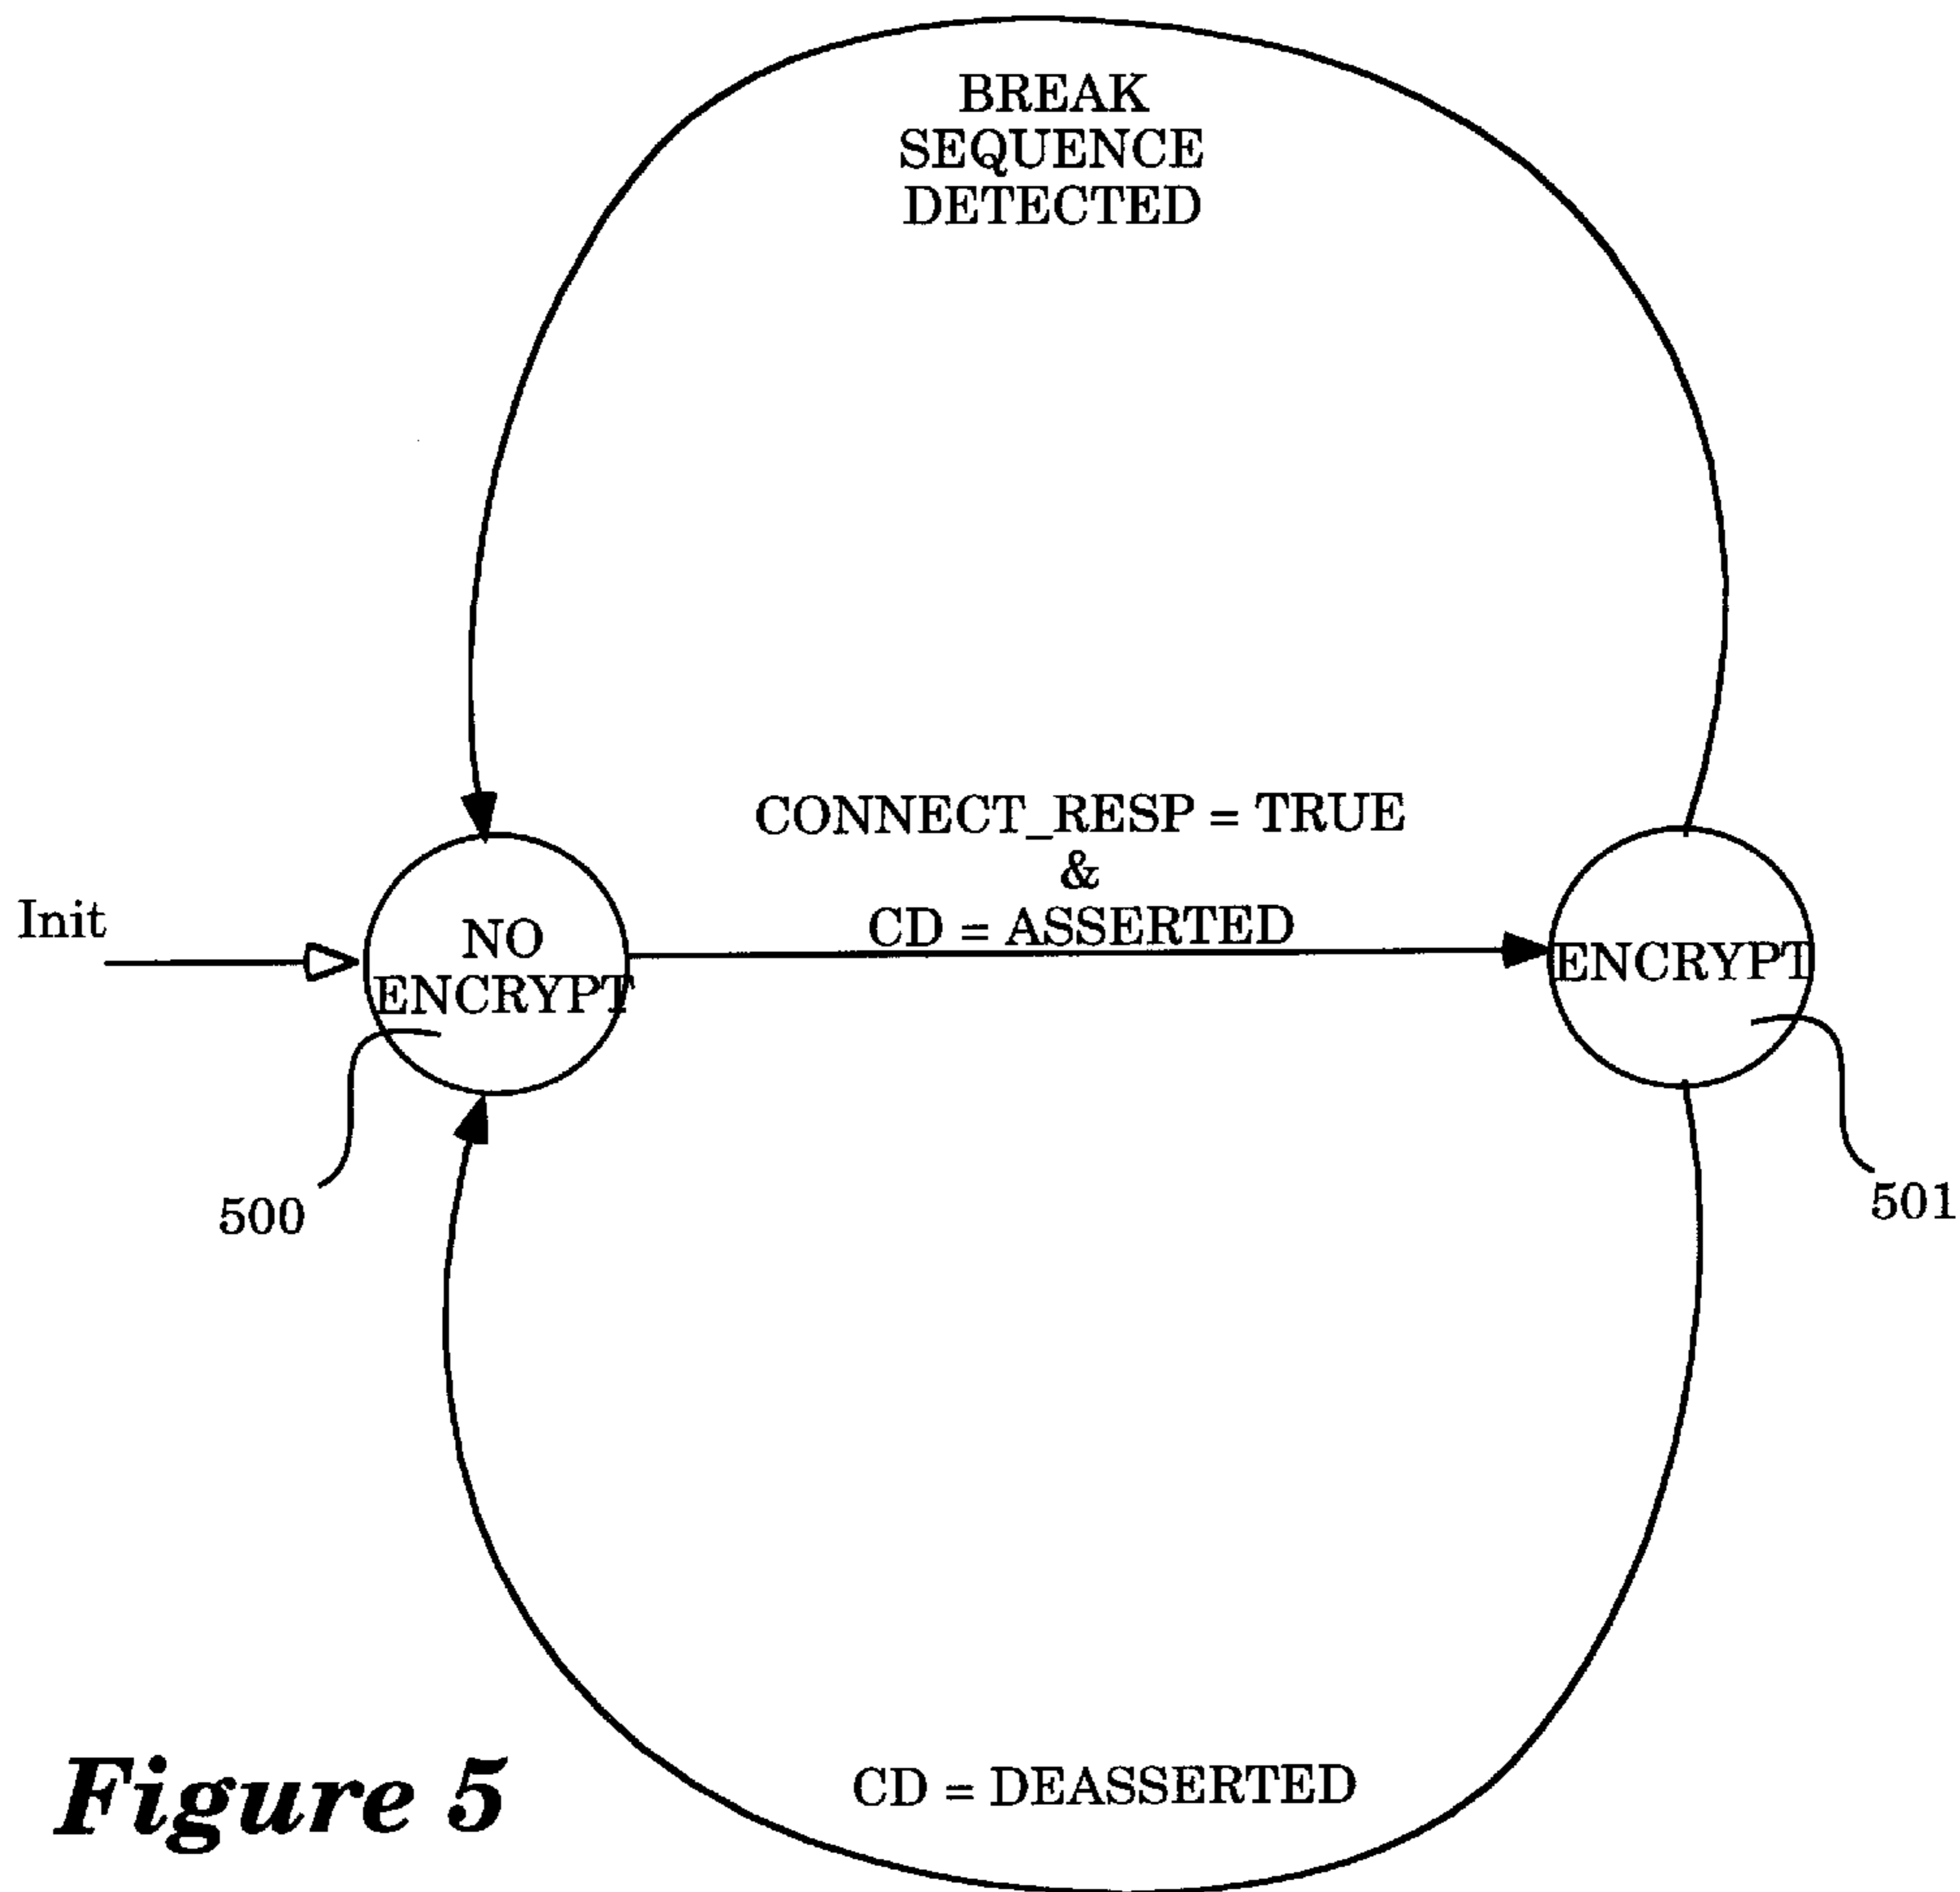 BREAK
SEQUENCE
DETECTED
CONNECT_RESP = TRUE
&
CD = ASSERTED
Init
NO
ENCRYPT
ENCRYPT
500
501
CD = DEASSERTED
Figure 5